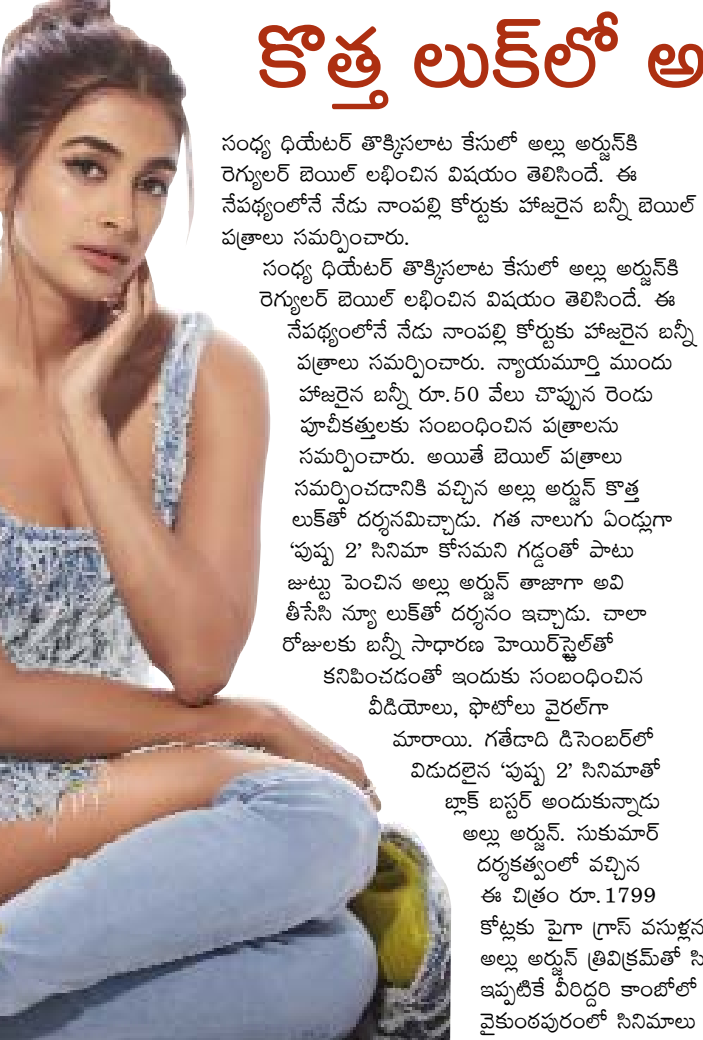 కొత్త లుక్‌లో అ
సంధ్య థియేటర్ తొక్కిసలాట కేసులో అల్లు అర్జున్‌కి
రెగ్యులర్ బెయిల్ లభించిన విషయం తెలిసిందే. ఈ
నేపథ్యంలోనే నేడు నాంపల్లి కోర్టుకు హాజరైన బన్నీ బెయిల్
పత్రాలు సమర్పించారు.
సంధ్య థియేటర్ తొక్కిసలాట కేసులో అల్లు అర్జున్‌కి
రెగ్యులర్ బెయిల్ లభించిన విషయం తెలిసిందే. ఈ
నేపథ్యంలోనే నేడు నాంపల్లి కోర్టుకు హాజరైన బన్నీ
పత్రాలు సమర్పించారు. న్యాయమూర్తి ముందు
హాజరైన బన్నీ రూ.50 వేలు చొప్పున రెండు
పూచీకత్తులకు సంబంధించిన పత్రాలను
సమర్పించారు. అయితే బెయిల్ పత్రాలు
సమర్పించడానికి వచ్చిన అల్లు అర్జున్ కొత్త
లుక్‌తో దర్శనమిచ్చాడు. గత నాలుగు ఏండ్లుగా
‘పుష్ప 2’ సినిమా కోసమని గడ్డంతో పాటు
జుట్టు పెంచిన అల్లు అర్జున్ తాజాగా అవి
తీసేసి న్యూ లుక్‌తో దర్శనం ఇచ్చాడు. చాలా
రోజులకు బన్నీ సాధారణ హెయిర్‌స్టైల్‌తో
కనిపించడంతో ఇందుకు సంబంధించిన
వీడియోలు, ఫొటోలు వైరల్‌గా
మారాయి. గతేడాది డిసెంబర్‌లో
విడుదలైన ‘పుష్ప 2’ సినిమాతో
బ్లాక్ బస్టర్ అందుకున్నాడు
అల్లు అర్జున్. సుకుమార్
దర్శకత్వంలో వచ్చిన
ఈ చిత్రం రూ.1799
కోట్లకు పైగా గ్రాస్ వసుళ్లన
అల్లు అర్జున్ త్రివిక్రమ్‌తో సి
ఇప్పటికే వీరిద్దరి కాంబోలో
వైకుంఠపురంలో సినిమాలు